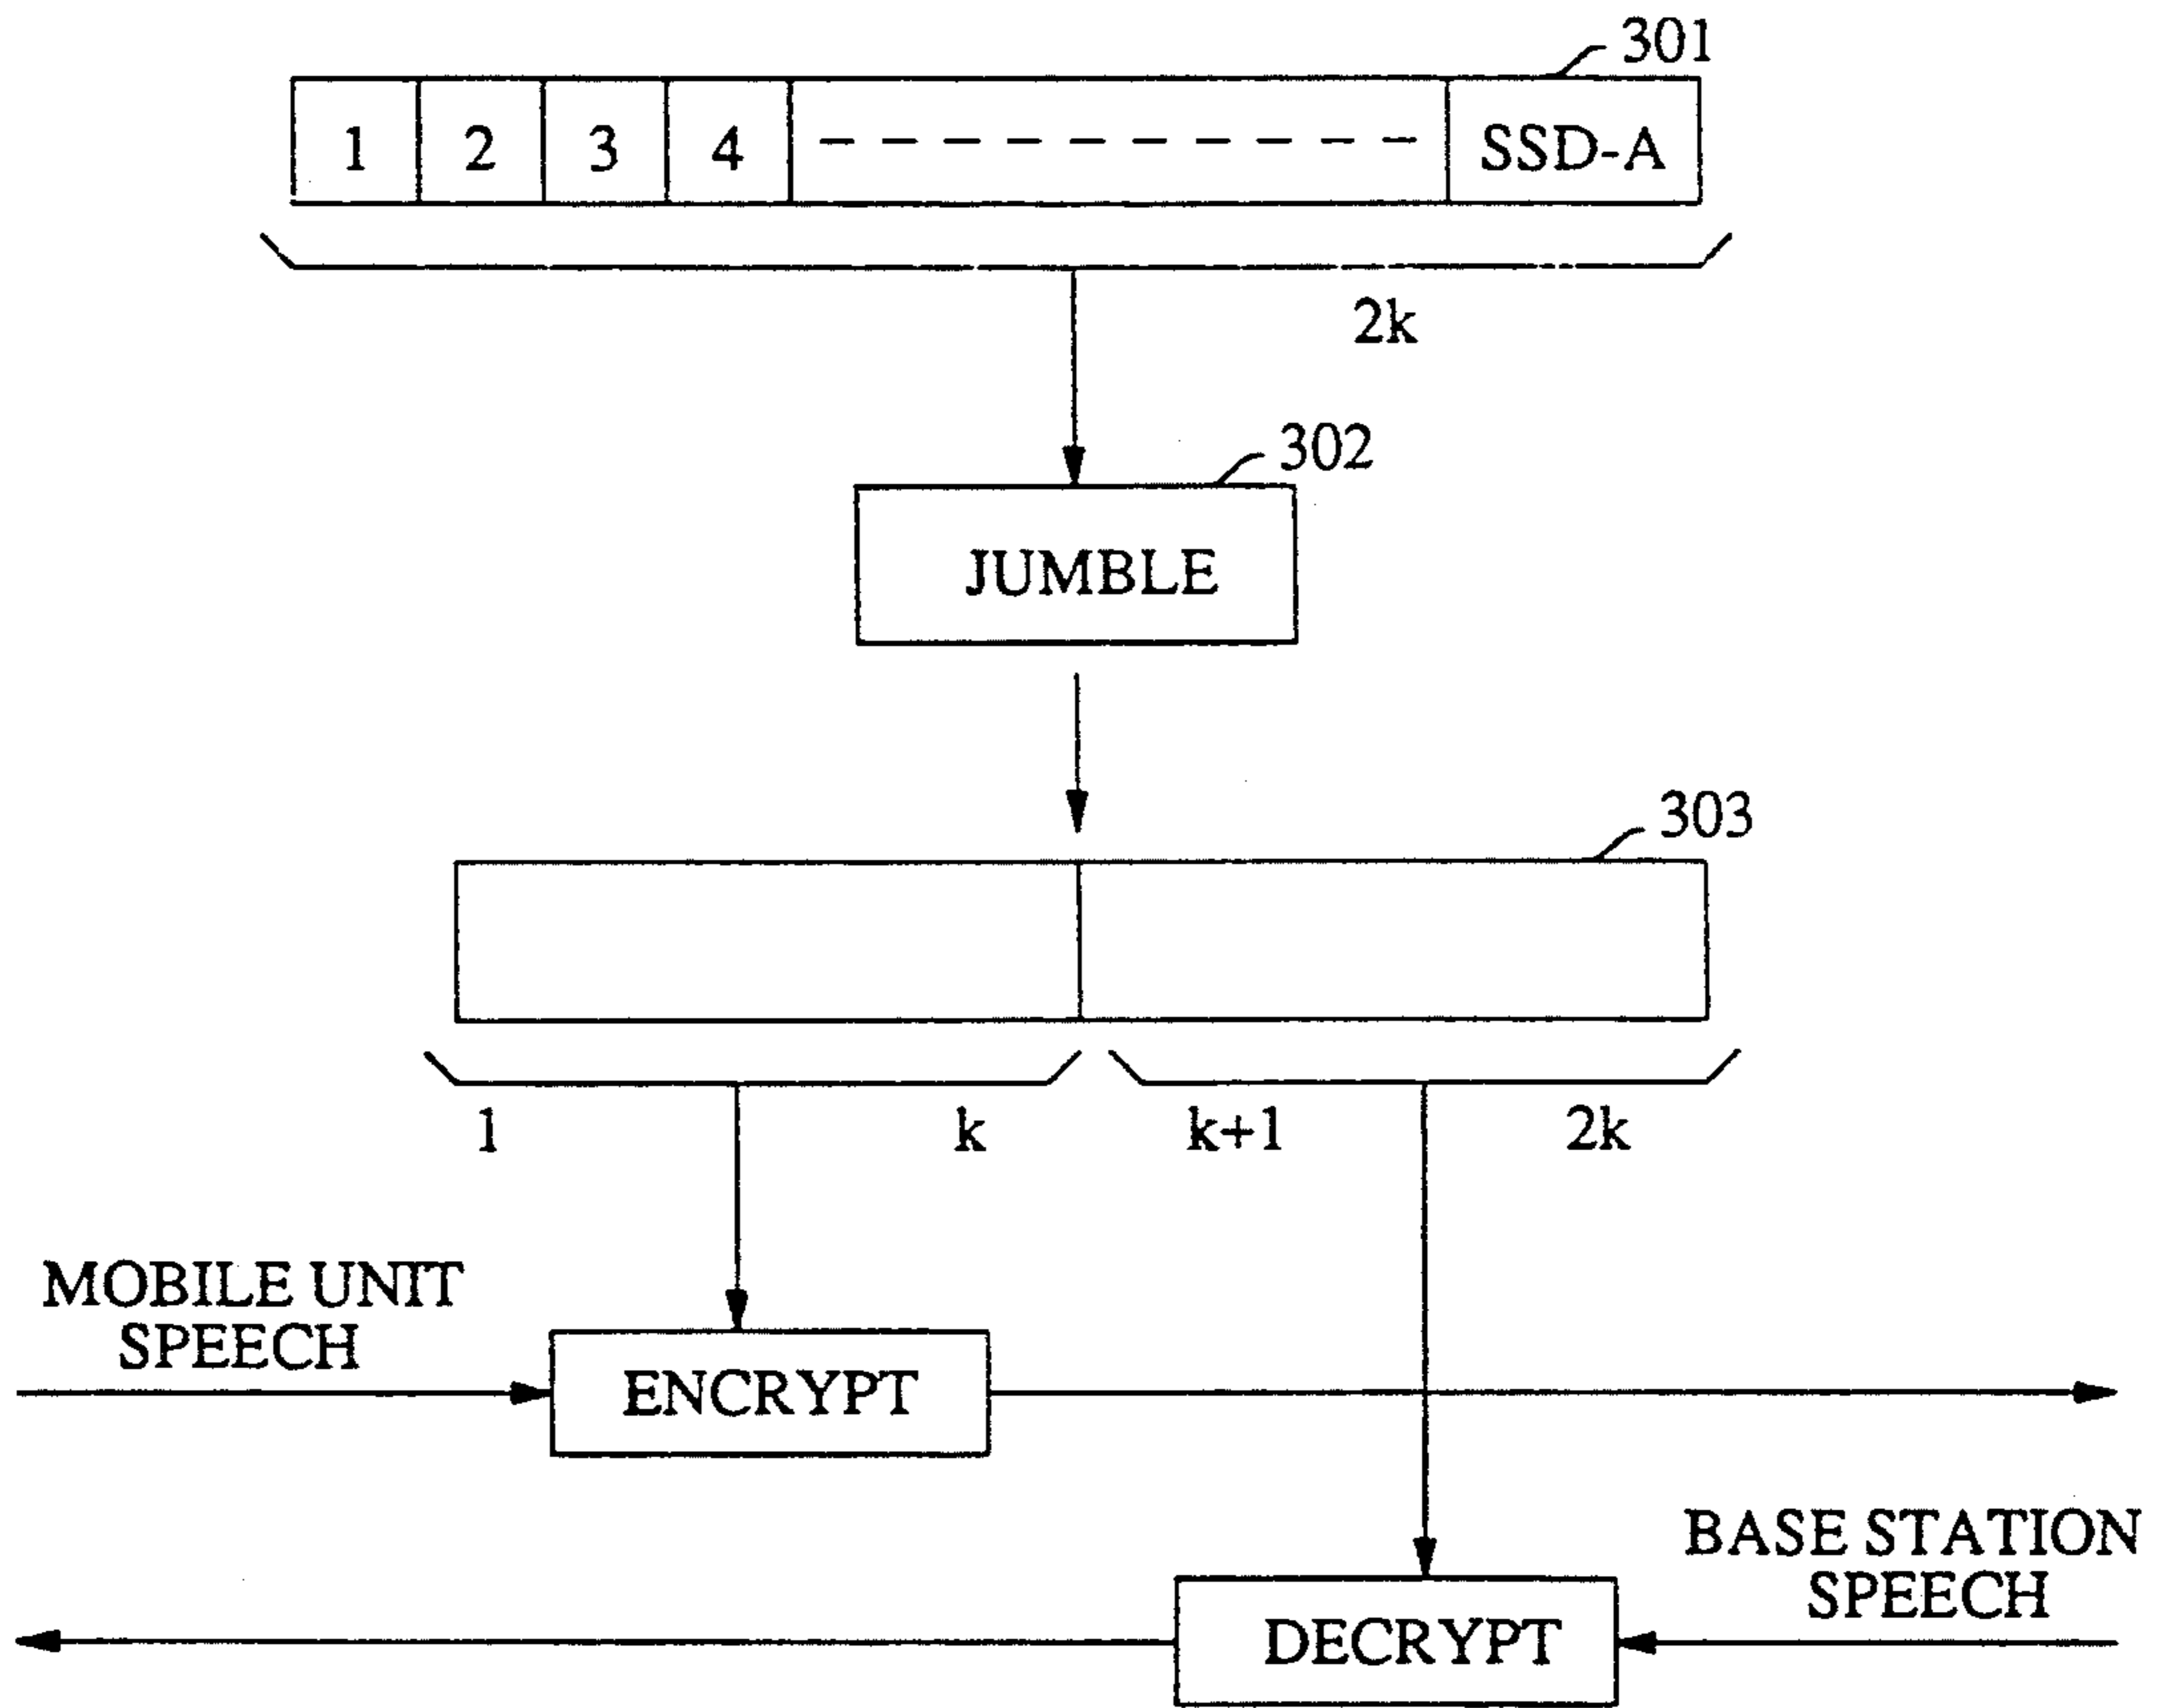 301
1 2 3 4 SSD-A
2k
302
JUMBLE
303
1 k k+1 2k
MOBILE UNIT
SPEECH
ENCRYPT
BASE STATION
SPEECH
DECRYPT